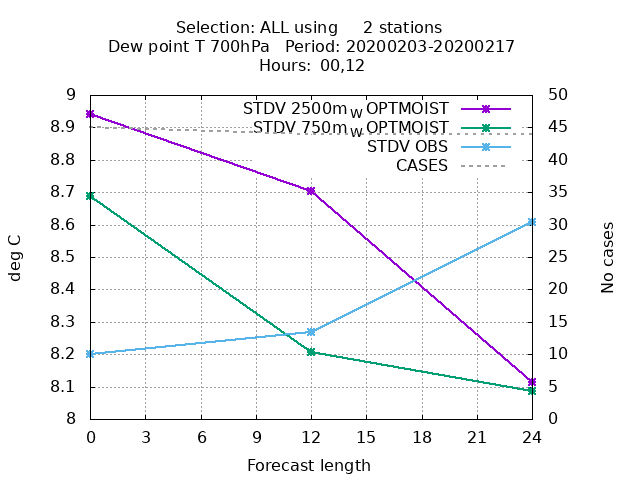 Selection: ALL using     2 stations
Dew point T 700hPa   Period: 20200203-20200217
Hours:  00,12
STDV 2500m_W OPTMOIST
STDV 750m_W OPTMOIST
STDV OBS
CASES
deg C
9
8.9
8.8
8.7
8.6
8.5
8.4
8.3
8.2
8.1
8
50
45
40
35
30
25
20
15
10
5
0
No cases
0 3 6 9 12 15 18 21 24
Forecast length